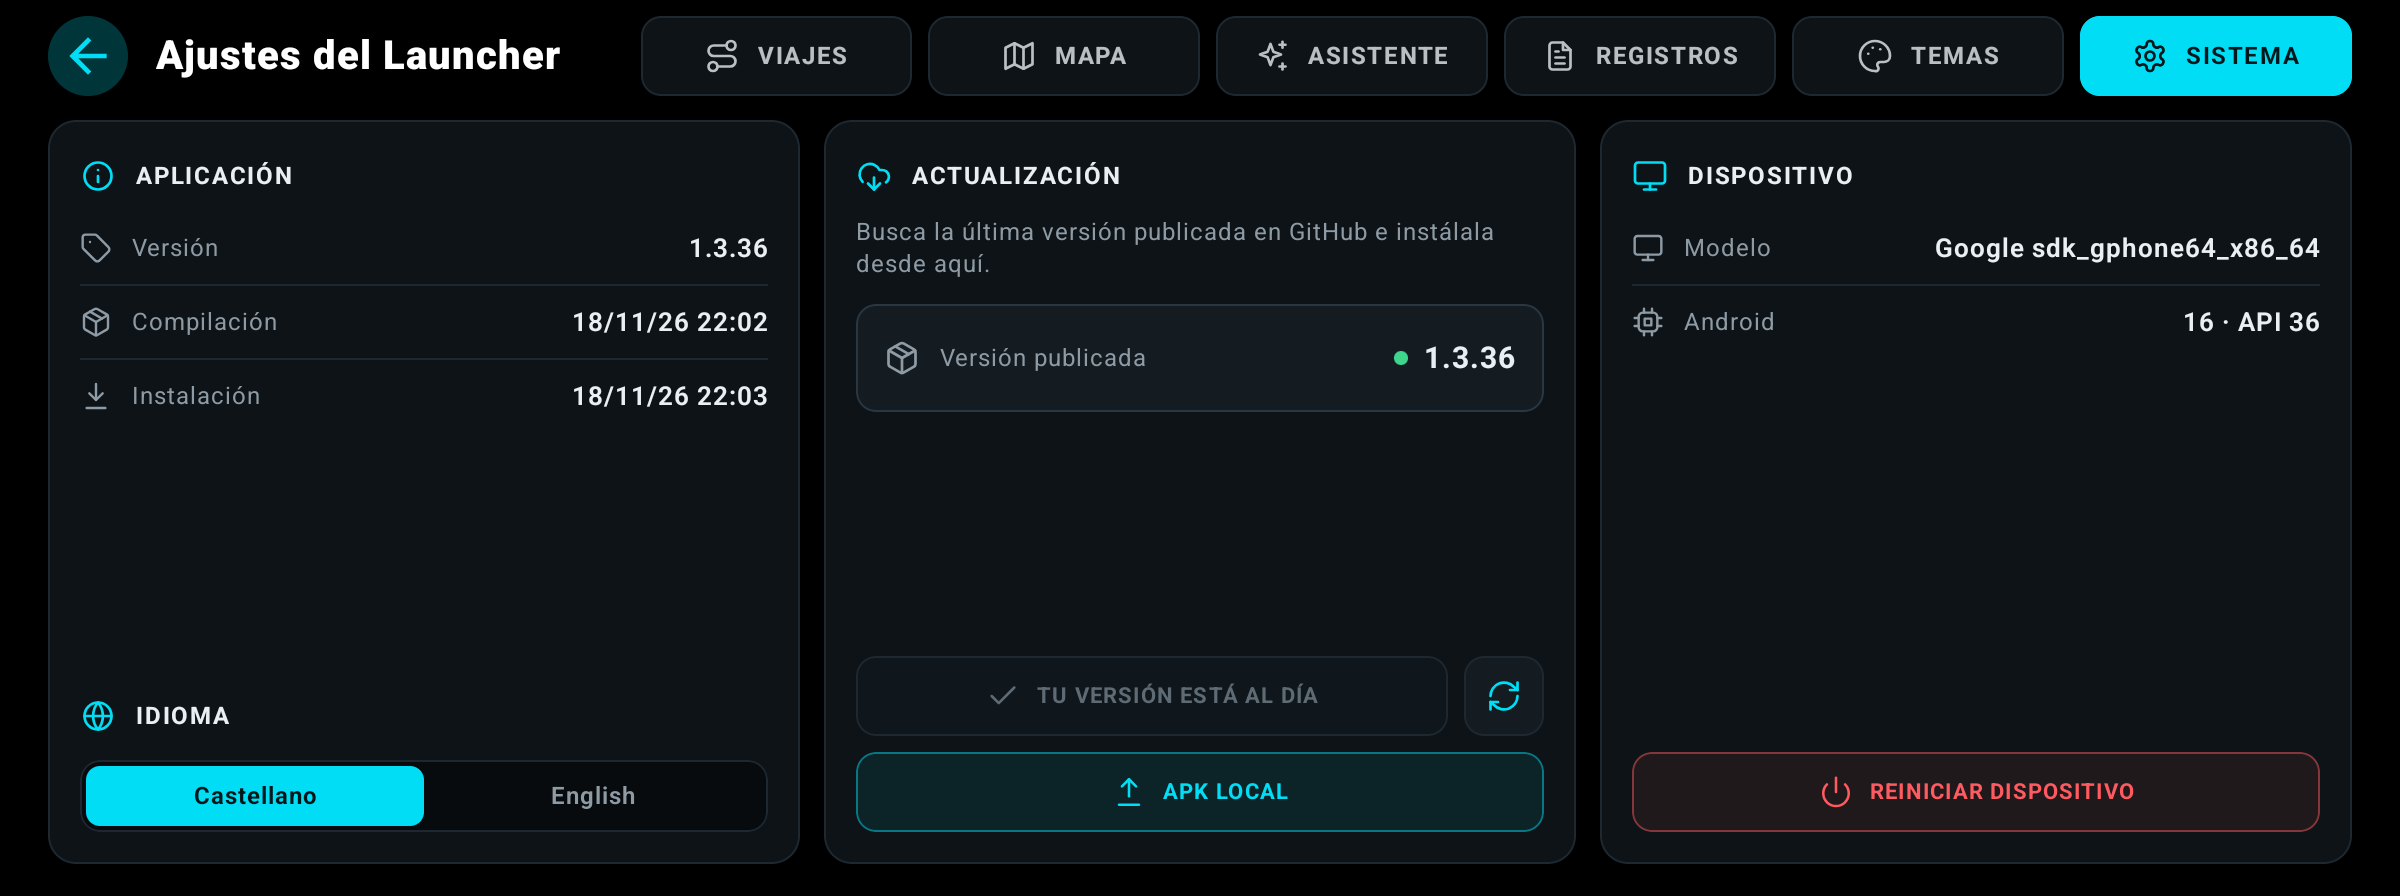 Ajustes del Launcher
VIAJES
MAPA
ASISTENTE
REGISTROS
TEMAS
SISTEMA
APLICACIÓN
Versión
1.3.36
Compilación
18/11/26 22:02
Instalación
18/11/26 22:03
IDIOMA
Castellano
English
ACTUALIZACIÓN
Busca la última versión publicada en GitHub e instálala
desde aquí.
Versión publicada
1.3.36
TU VERSIÓN ESTÁ AL DÍA
APK LOCAL
DISPOSITIVO
Modelo
Google sdk_gphone64_x86_64
Android
16 · API 36
REINICIAR DISPOSITIVO